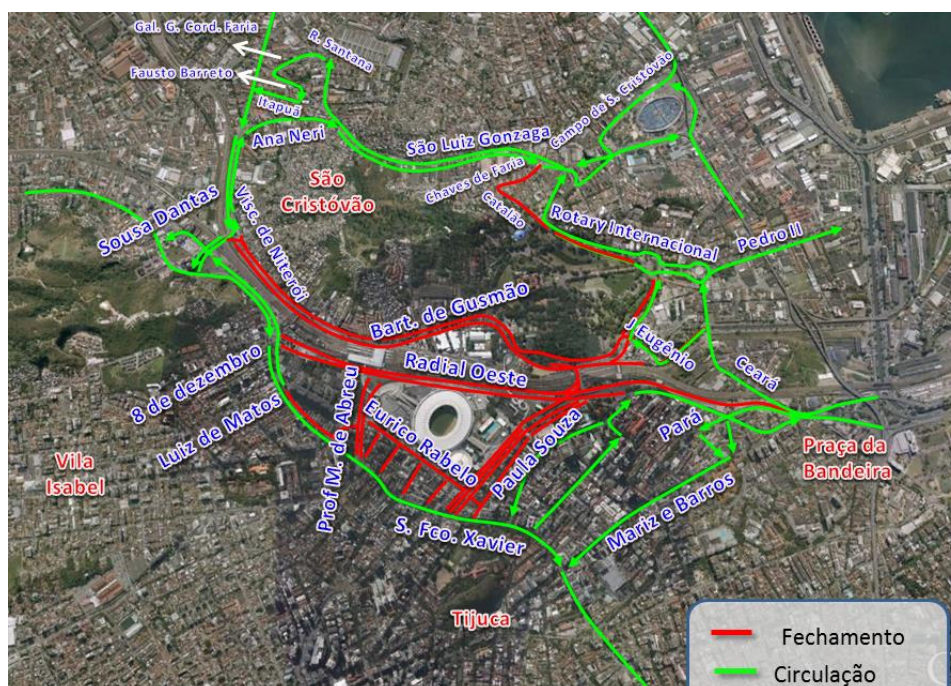 Gal. G. Cord. Faria
R. Santana
Fausto Barreto
Itapuã
Campo de S. Cristóvão
Ana Neri
São Luiz Gonzaga
Chaves de Faria
São
Cristóvão
Catalão
Sousa Dantas
Visc. de Niterói
Rotary Internacional
Pedro II
Bart. de Gusmão
J Eugênio
Radial Oeste
Ceará
8 de dezembro
Luiz de Matos
Prof M. de Abreu
Eurico Rabelo
Paula Souza
Pará
Praça da
Bandeira
Vila
Isabel
Mariz e Barros
S. Fco. Xavier
Tijuca
Fechamento
Circulação